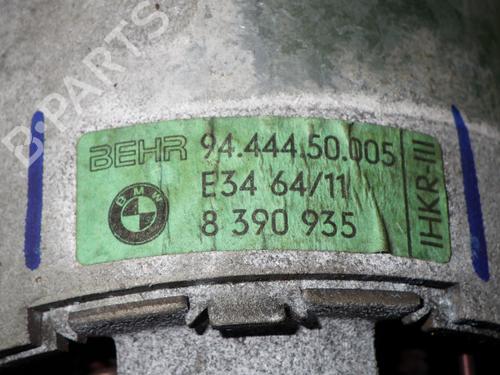 B-PARTS
BEHR 94.444.50.005
E34 64/11
8 390 935
IHKR-III
BMW